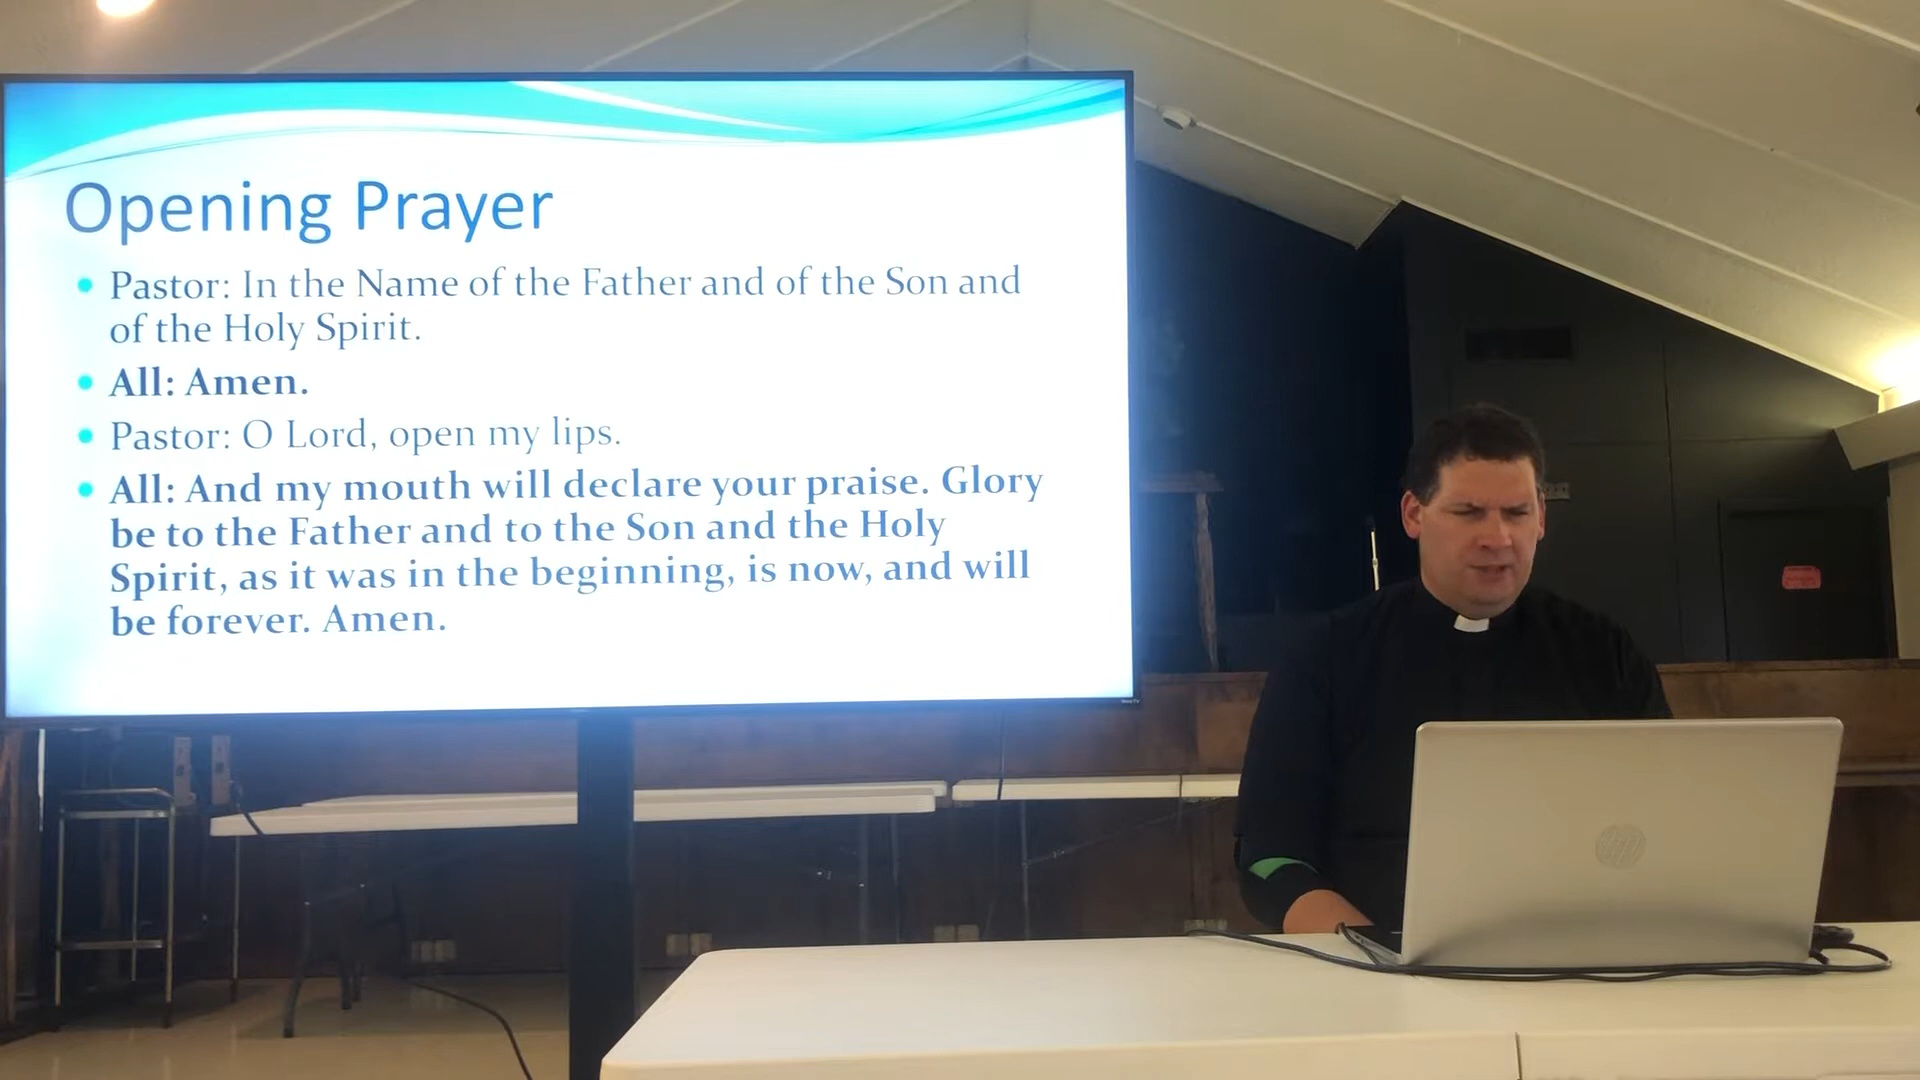 Opening Prayer
• Pastor: In the Name of the Father and of the Son and
of the Holy Spirit.
• All: Amen.
• Pastor: O Lord, open my lips.
• All: And my mouth will declare your praise. Glory
be to the Father and to the Son and the Holy
Spirit, as it was in the beginning, is now, and will
be forever. Amen.
hp